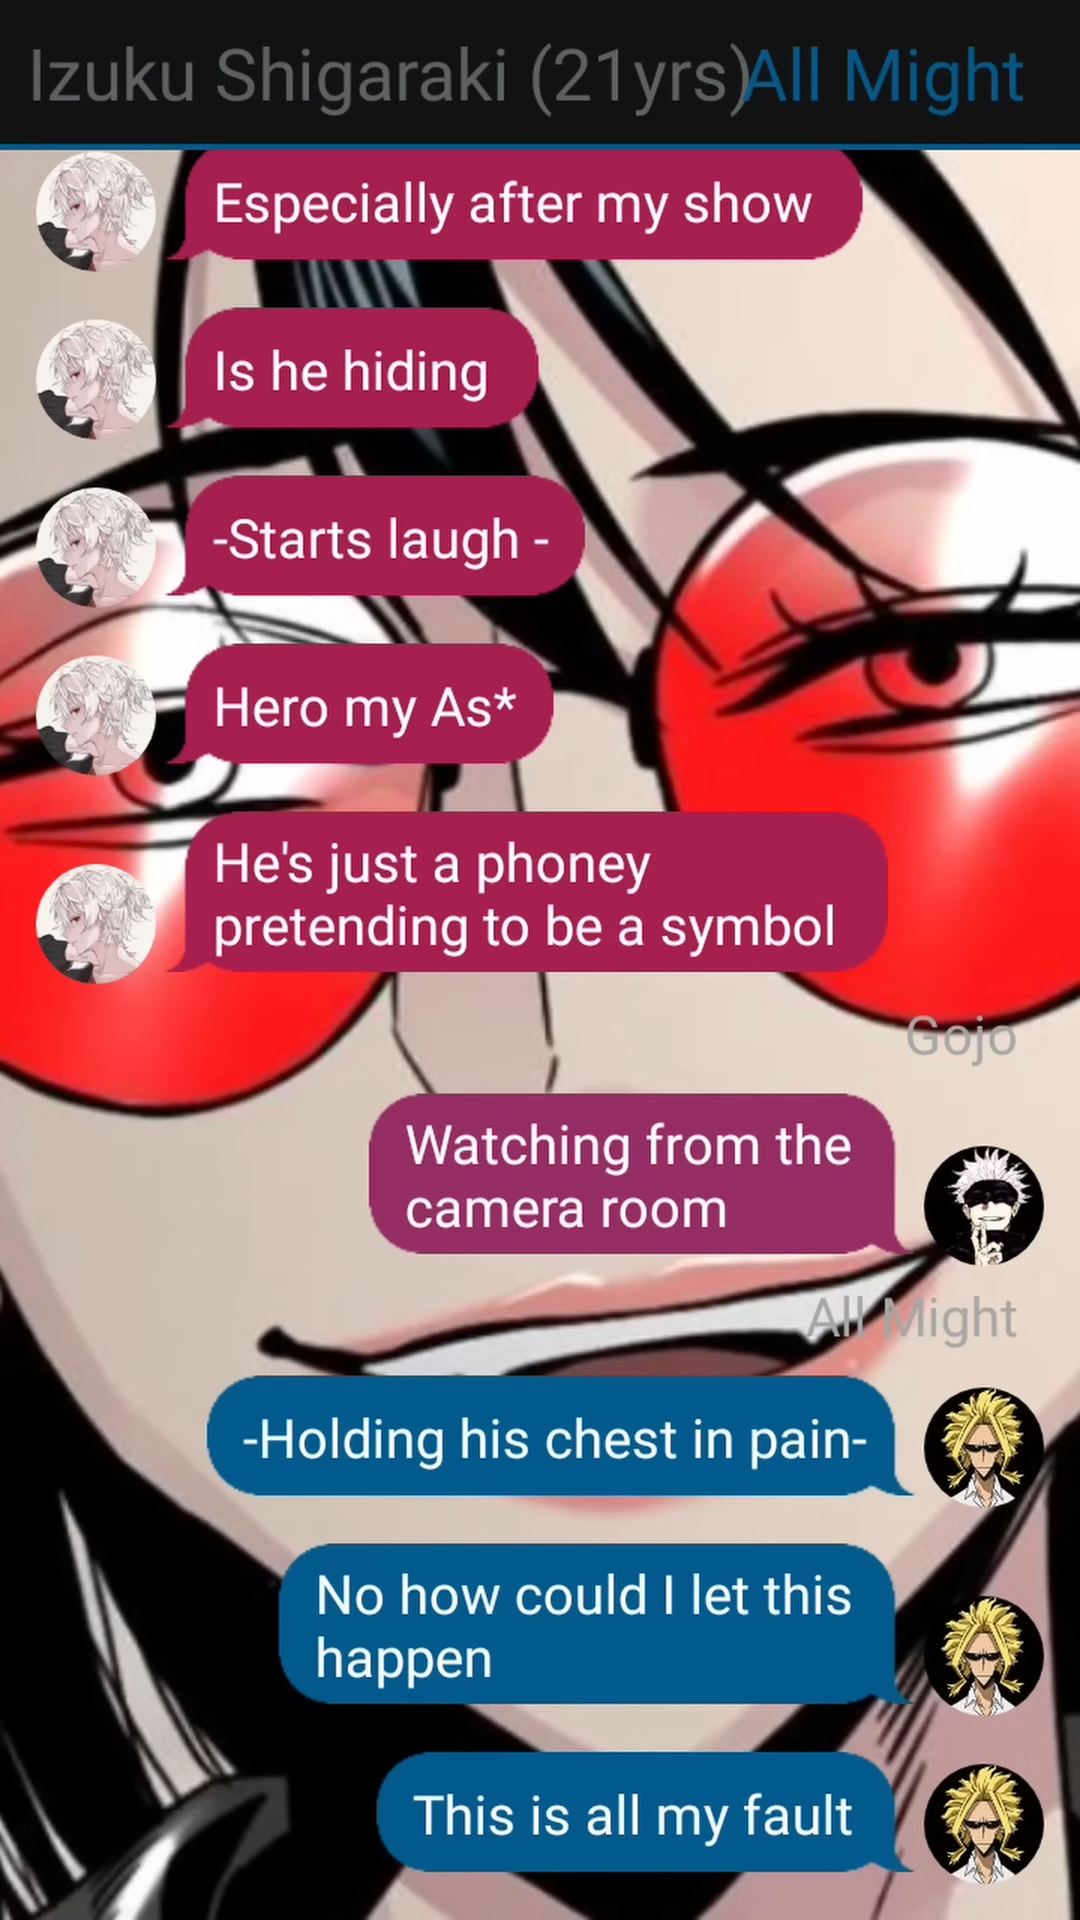 Izuku Shigaraki (21yrs) All Might
Especially after my show
Is he hiding
-Starts laugh -
Hero my As*
He's just a phoney
pretending to be a symbol
Gojo
Watching from the
camera room
All Might
-Holding his chest in pain-
No how could I let this
happen
This is all my fault